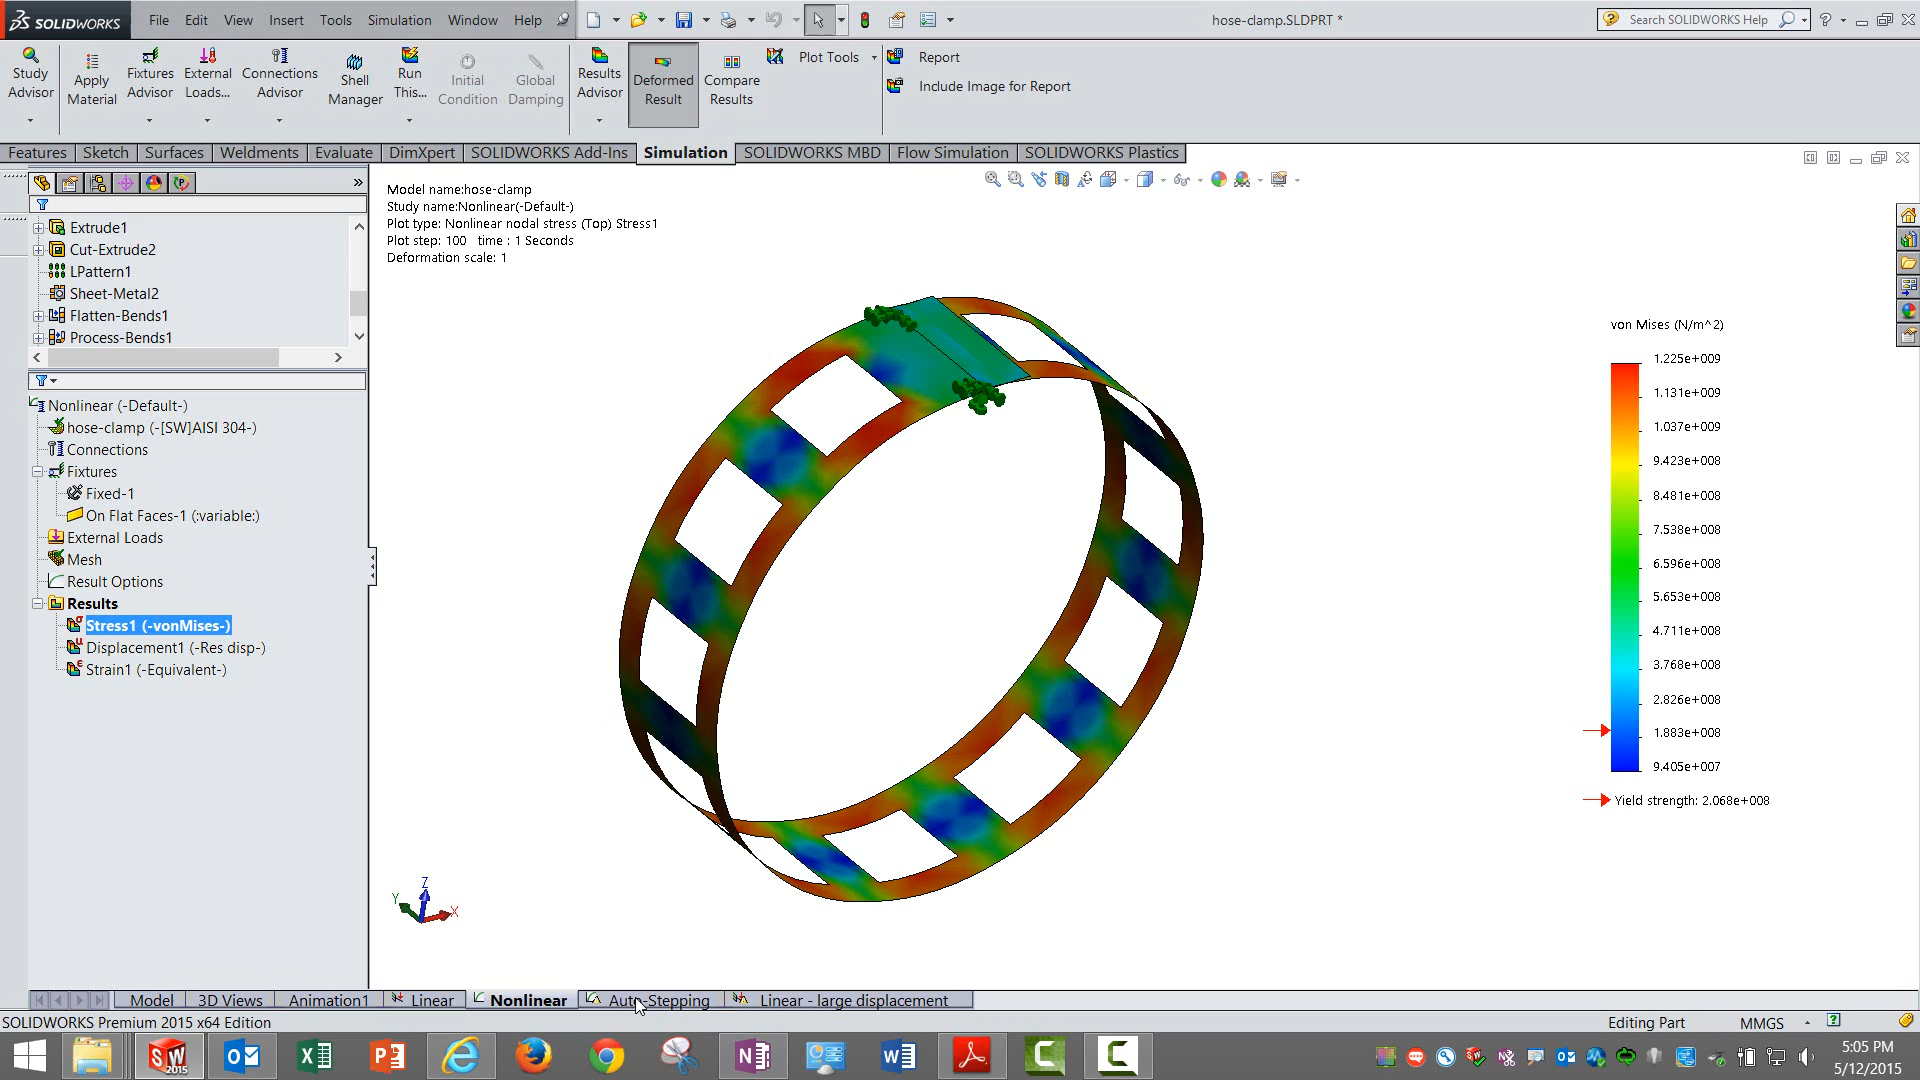 SOLIDWORKS File Edit View Insert Tools Simulation Window Help hose-clamp.SLDPRT * Search SOLIDWORKS Help
Study Advisor
Apply Material
Fixtures Advisor
External Loads...
Connections Advisor
Shell Manager
Run This...
Initial Condition
Global Damping
Results Advisor
Deformed Result
Compare Results
Plot Tools
Report
Include Image for Report
Features Sketch Surfaces Weldments Evaluate DimXpert SOLIDWORKS Add-Ins Simulation SOLIDWORKS MBD Flow Simulation SOLIDWORKS Plastics
Extrude1
Cut-Extrude2
LPattern1
Sheet-Metal2
Flatten-Bends1
Process-Bends1
Nonlinear (-Default-)
hose-clamp (-[SW]AISI 304-)
Connections
Fixtures
Fixed-1
On Flat Faces-1 (:variable:)
External Loads
Mesh
Result Options
Results
Stress1 (-vonMises-)
Displacement1 (-Res disp-)
Strain1 (-Equivalent-)
Model name:hose-clamp
Study name:Nonlinear(-Default-)
Plot type: Nonlinear nodal stress (Top) Stress1
Plot step: 100 time : 1 Seconds
Deformation scale: 1
von Mises (N/m^2)
1.225e+009
1.131e+009
1.037e+009
9.423e+008
8.481e+008
7.538e+008
6.596e+008
5.653e+008
4.711e+008
3.768e+008
2.826e+008
1.883e+008
9.405e+007
Yield strength: 2.068e+008
Z
Y
X
Model 3D Views Animation1 Linear Nonlinear Auto-Stepping Linear - large displacement
SOLIDWORKS Premium 2015 x64 Edition Editing Part MMGS
5:05 PM
5/12/2015